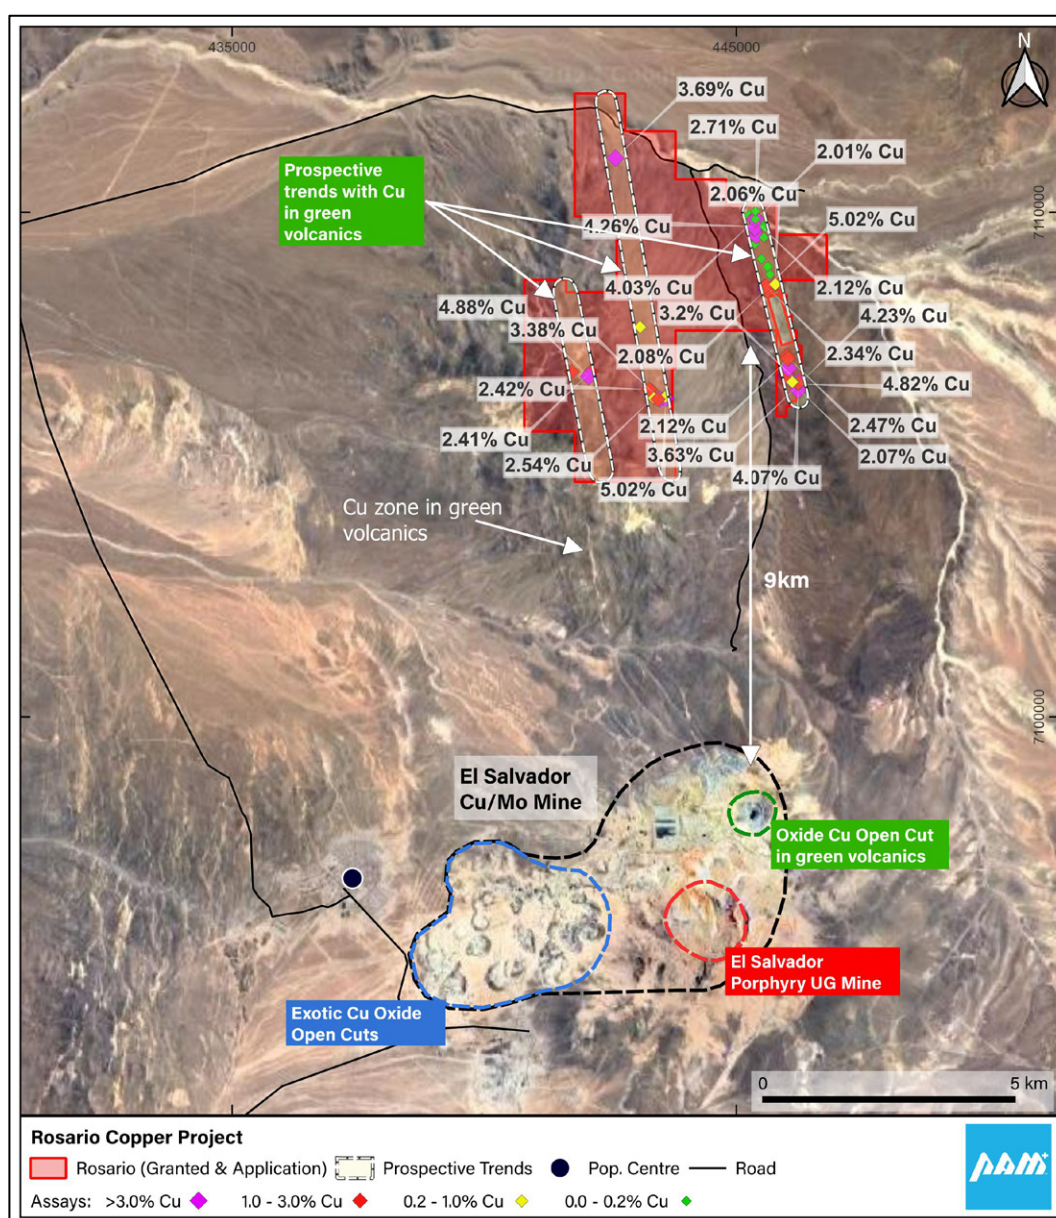 435000
445000
N
3.69% Cu
2.71% Cu
2.01% Cu
Prospective
trends with Cu
in green
volcanics
2.06% Cu
7110000
4.26% Cu
5.02% Cu
4.03% Cu
2.12% Cu
4.88% Cu
3.2% Cu
4.23% Cu
3.38% Cu
2.08% Cu
2.34% Cu
2.42% Cu
4.82% Cu
2.12% Cu
2.47% Cu
2.41% Cu
3.63% Cu
2.07% Cu
2.54% Cu
4.07% Cu
5.02% Cu
Cu zone in green
volcanics
9km
7100000
El Salvador
Cu/Mo Mine
Oxide Cu Open Cut
in green volcanics
El Salvador
Porphyry UG Mine
Exotic Cu Oxide
Open Cuts
0 5 km
Rosario Copper Project
Rosario (Granted & Application) Prospective Trends Pop. Centre Road
Assays: >3.0% Cu 1.0 - 3.0% Cu 0.2 - 1.0% Cu 0.0 - 0.2% Cu
PAM+